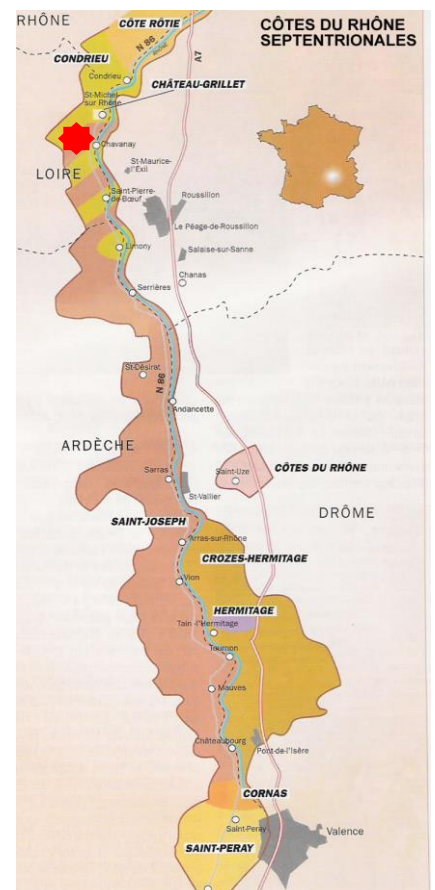 RHÔNE
CÔTE RÔTIE
CÔTES DU RHÔNE
SEPTENTRIONALES
N 86
Rhône
A7
CONDRIEU
Condrieu
CHÂTEAU-GRILLET
St-Michel
sur Rhône
Chavanay
St-Maurice-
l'Exil
LOIRE
Saint-Pierre-
de-Bœuf
Roussillon
Le Péage-de-Roussillon
Limony
Salaise-sur-Sanne
Chanas
Serrières
St-Désirat
N 86
Andancette
ARDÈCHE
Sarras
Saint-Uze
CÔTES DU RHÔNE
St-Vallier
DRÔME
SAINT-JOSEPH
Arras-sur-Rhône
CROZES-HERMITAGE
Vion
HERMITAGE
Tain-l'Hermitage
Tournon
Mauves
Châteaubourg
Pont-de-l'Isère
CORNAS
Saint-Peray
Valence
SAINT-PERAY